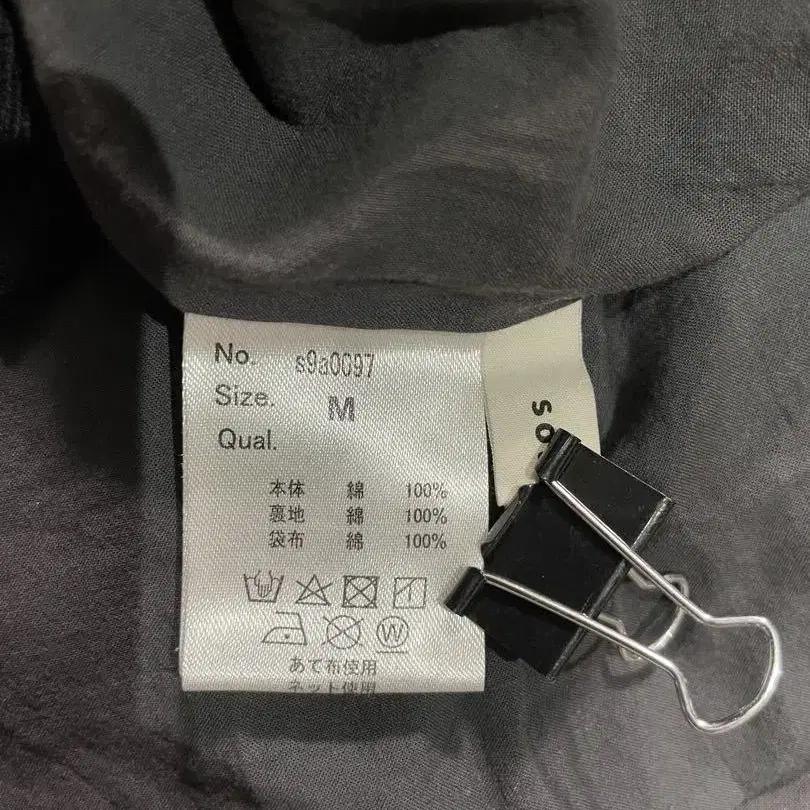 No. s9a0097
Size. M
Qual.
本体 綿 100%
裏地 綿 100%
袋布 綿 100%
W
あて布使用
ネット使用